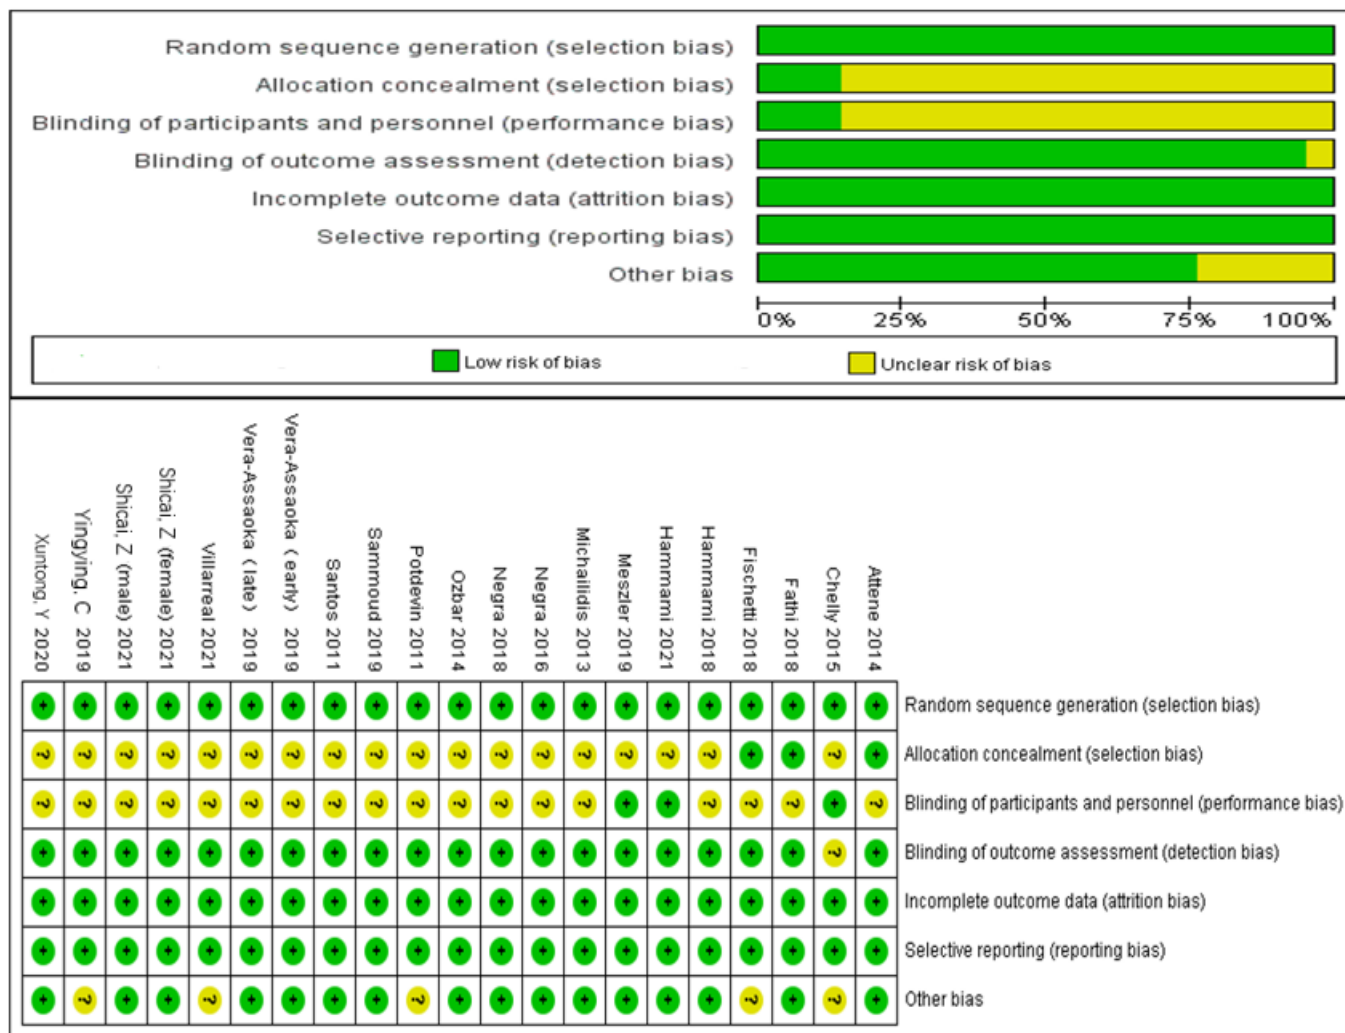 Random sequence generation (selection bias)
Allocation concealment (selection bias)
Blinding of participants and personnel (performance bias)
Blinding of outcome assessment (detection bias)
Incomplete outcome data (attrition bias)
Selective reporting (reporting bias)
Other bias
0% 25% 50% 75% 100%
Low risk of bias Unclear risk of bias
Xuntong, Y 2020
Yingying, C 2019
Shicai, Z (male) 2021
Shicai, Z (female) 2021
Villarreal 2021
Vera-Assaoka (late) 2019
Vera-Assaoka (early) 2019
Santos 2011
Sammoud 2019
Potdevin 2011
Ozbar 2014
Negra 2018
Negra 2016
Michailidis 2013
Meszler 2019
Hammami 2021
Hammami 2018
Fischetti 2018
Fathi 2018
Chelly 2015
Attene 2014
+ + + + + + + + + + + + + + + + + + + + + Random sequence generation (selection bias)
? ? ? ? ? ? ? ? ? ? ? ? ? ? ? ? ? + + ? + Allocation concealment (selection bias)
? ? ? ? ? ? ? ? ? ? ? ? ? ? + + ? ? ? + ? Blinding of participants and personnel (performance bias)
+ + + + + + + + + + + + + + + + + + + ? + Blinding of outcome assessment (detection bias)
+ + + + + + + + + + + + + + + + + + + + + Incomplete outcome data (attrition bias)
+ + + + + + + + + + + + + + + + + + + + + Selective reporting (reporting bias)
+ ? + + ? + + + + ? + + + + + + + ? + ? + Other bias